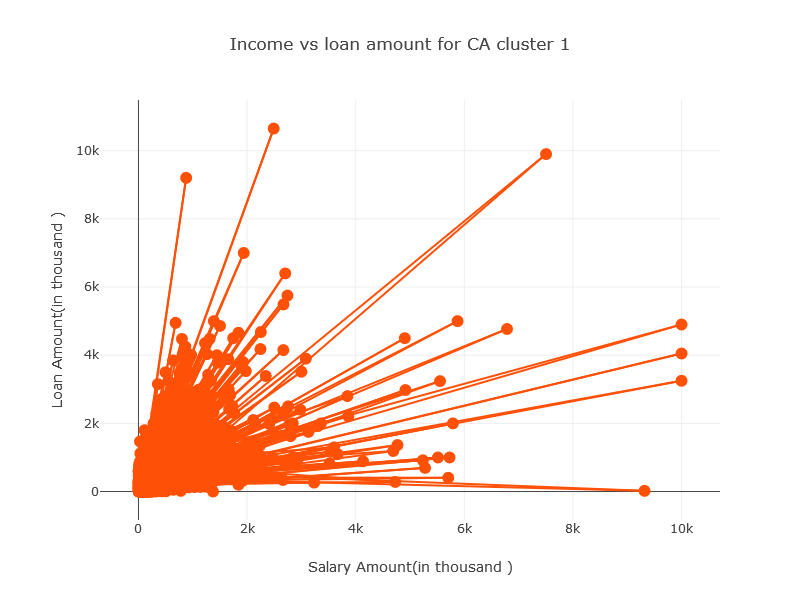 Income vs loan amount for CA cluster 1
Loan Amount(in thousand )
10k
8k
6k
4k
2k
0
0
2k
4k
6k
8k
10k
Salary Amount(in thousand )